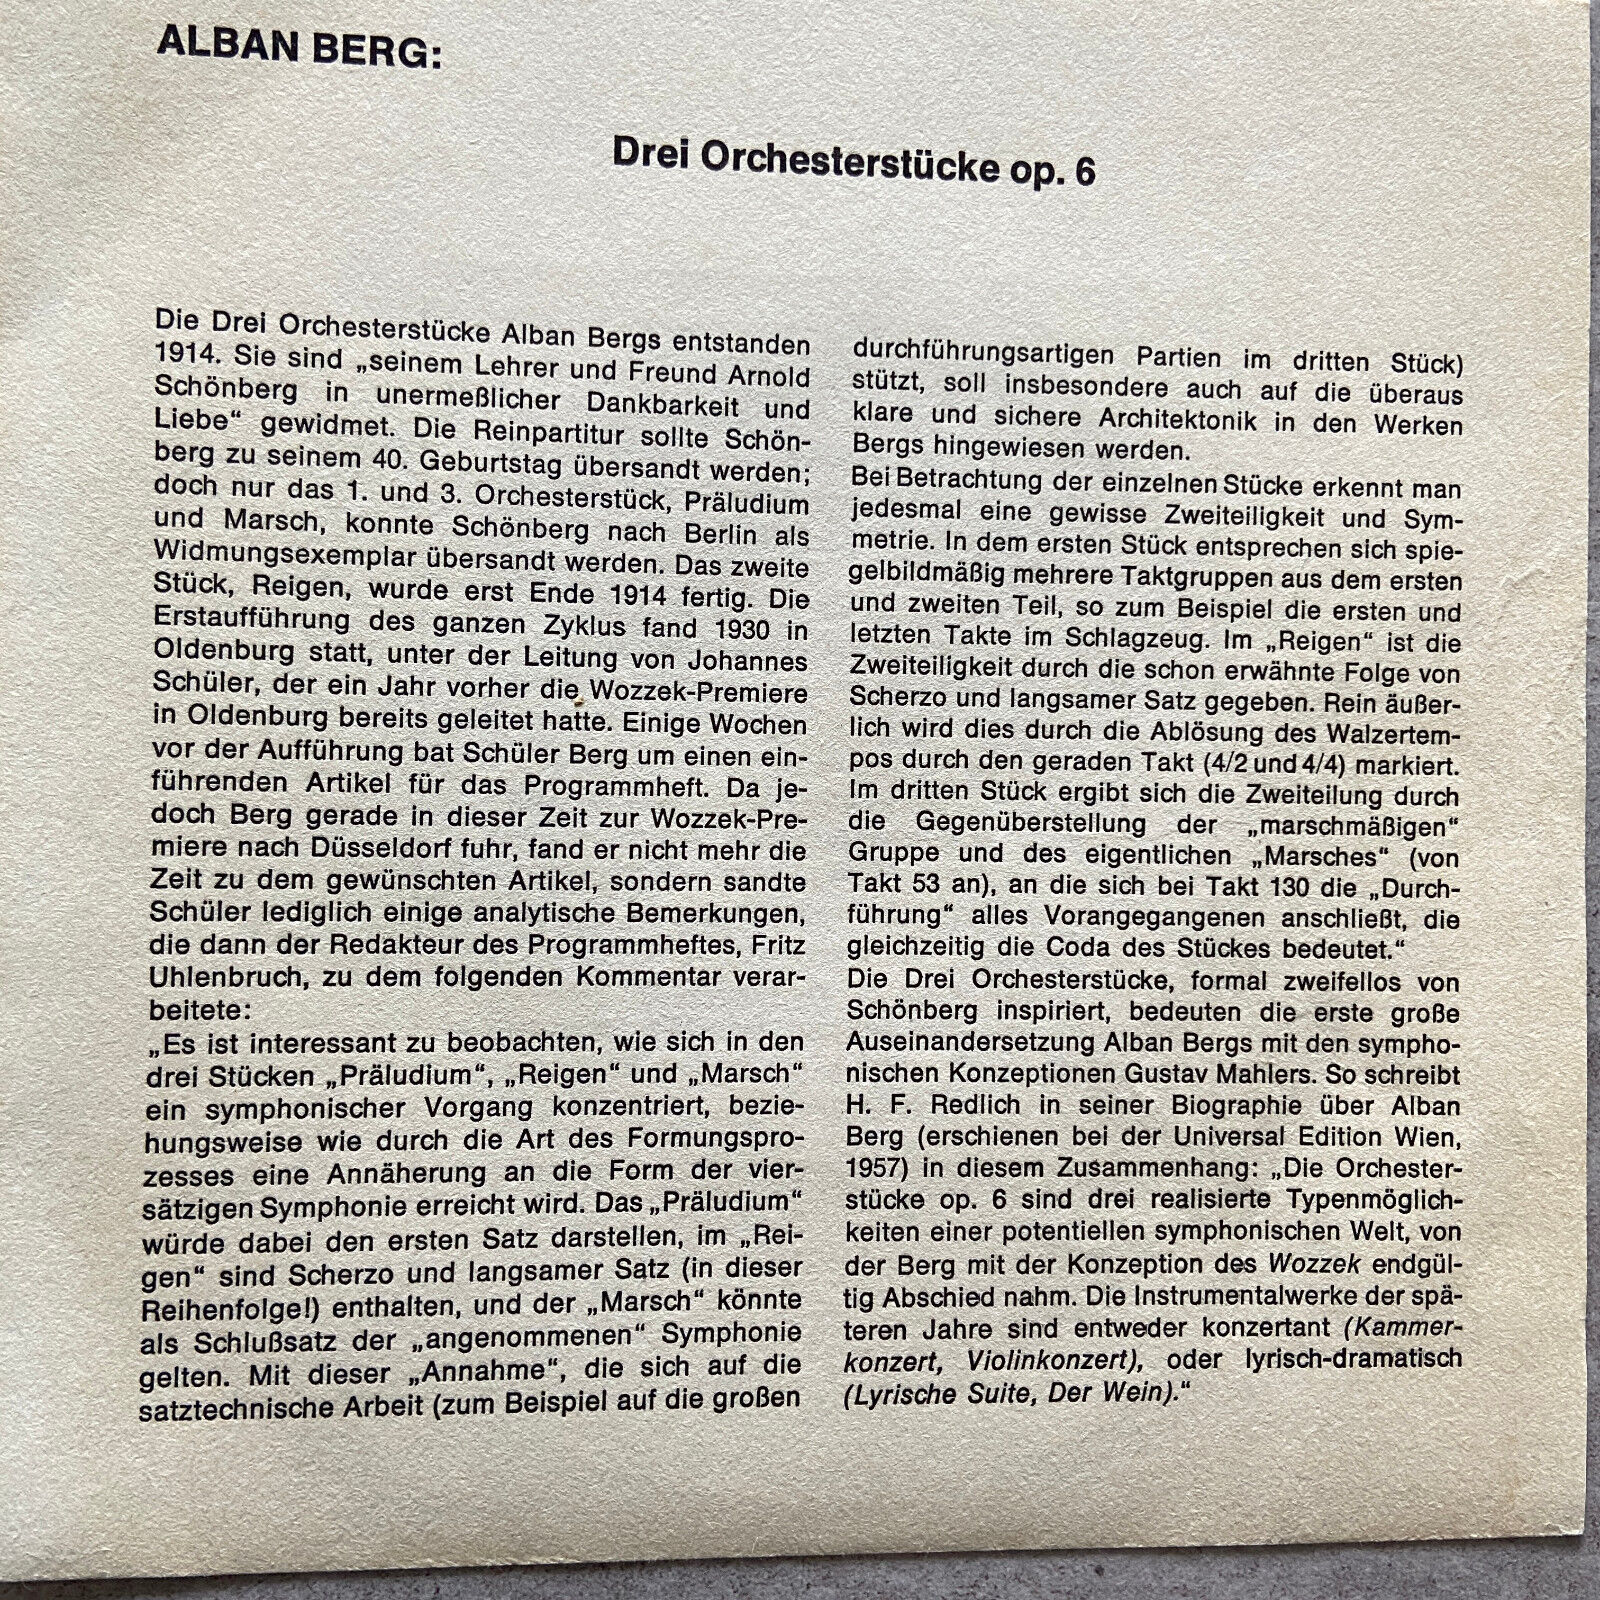 ALBAN BERG:
Drei Orchesterstücke op. 6
Die Drei Orchesterstücke Alban Bergs entstanden
1914. Sie sind „seinem Lehrer und Freund Arnold
Schönberg in unermeßlicher Dankbarkeit und
Liebe“ gewidmet. Die Reinpartitur sollte Schön-
berg zu seinem 40. Geburtstag übersandt werden;
doch nur das 1. und 3. Orchesterstück, Präludium
und Marsch, konnte Schönberg nach Berlin als
Widmungsexemplar übersandt werden. Das zweite
Stück, Reigen, wurde erst Ende 1914 fertig. Die
Erstaufführung des ganzen Zyklus fand 1930 in
Oldenburg statt, unter der Leitung von Johannes
Schüler, der ein Jahr vorher die Wozzek-Premiere
in Oldenburg bereits geleitet hatte. Einige Wochen
vor der Aufführung bat Schüler Berg um einen ein-
führenden Artikel für das Programmheft. Da je-
doch Berg gerade in dieser Zeit zur Wozzek-Pre-
miere nach Düsseldorf fuhr, fand er nicht mehr die
Zeit zu dem gewünschten Artikel, sondern sandte
Schüler lediglich einige analytische Bemerkungen,
die dann der Redakteur des Programmheftes, Fritz
Uhlenbruch, zu dem folgenden Kommentar verar-
beitete:
„Es ist interessant zu beobachten, wie sich in den
drei Stücken „Präludium“, „Reigen“ und „Marsch“
ein symphonischer Vorgang konzentriert, bezie-
hungsweise wie durch die Art des Formungspro-
zesses eine Annäherung an die Form der vier-
sätzigen Symphonie erreicht wird. Das „Präludium“
würde dabei den ersten Satz darstellen, im „Rei-
gen“ sind Scherzo und langsamer Satz (in dieser
Reihenfolge!) enthalten, und der „Marsch“ könnte
als Schlußsatz der „angenommenen“ Symphonie
gelten. Mit dieser „Annahme“, die sich auf die
satztechnische Arbeit (zum Beispiel auf die großen
durchführungsartigen Partien im dritten Stück)
stützt, soll insbesondere auch auf die überaus
klare und sichere Architektonik in den Werken
Bergs hingewiesen werden.
Bei Betrachtung der einzelnen Stücke erkennt man
jedesmal eine gewisse Zweiteiligkeit und Sym-
metrie. In dem ersten Stück entsprechen sich spie-
gelbildmäßig mehrere Taktgruppen aus dem ersten
und zweiten Teil, so zum Beispiel die ersten und
letzten Takte im Schlagzeug. Im „Reigen“ ist die
Zweiteiligkeit durch die schon erwähnte Folge von
Scherzo und langsamer Satz gegeben. Rein äußer-
lich wird dies durch die Ablösung des Walzertem-
pos durch den geraden Takt (4/2 und 4/4) markiert.
Im dritten Stück ergibt sich die Zweiteilung durch
die Gegenüberstellung der „marschmäßigen“
Gruppe und des eigentlichen „Marsches“ (von
Takt 53 an), an die sich bei Takt 130 die „Durch-
führung“ alles Vorangegangenen anschließt, die
gleichzeitig die Coda des Stückes bedeutet.“
Die Drei Orchesterstücke, formal zweifellos von
Schönberg inspiriert, bedeuten die erste große
Auseinandersetzung Alban Bergs mit den sympho-
nischen Konzeptionen Gustav Mahlers. So schreibt
H. F. Redlich in seiner Biographie über Alban
Berg (erschienen bei der Universal Edition Wien,
1957) in diesem Zusammenhang: „Die Orchester-
stücke op. 6 sind drei realisierte Typenmöglich-
keiten einer potentiellen symphonischen Welt, von
der Berg mit der Konzeption des Wozzek endgül-
tig Abschied nahm. Die Instrumentalwerke der spä-
teren Jahre sind entweder konzertant (Kammer-
konzert, Violinkonzert), oder lyrisch-dramatisch
(Lyrische Suite, Der Wein).“